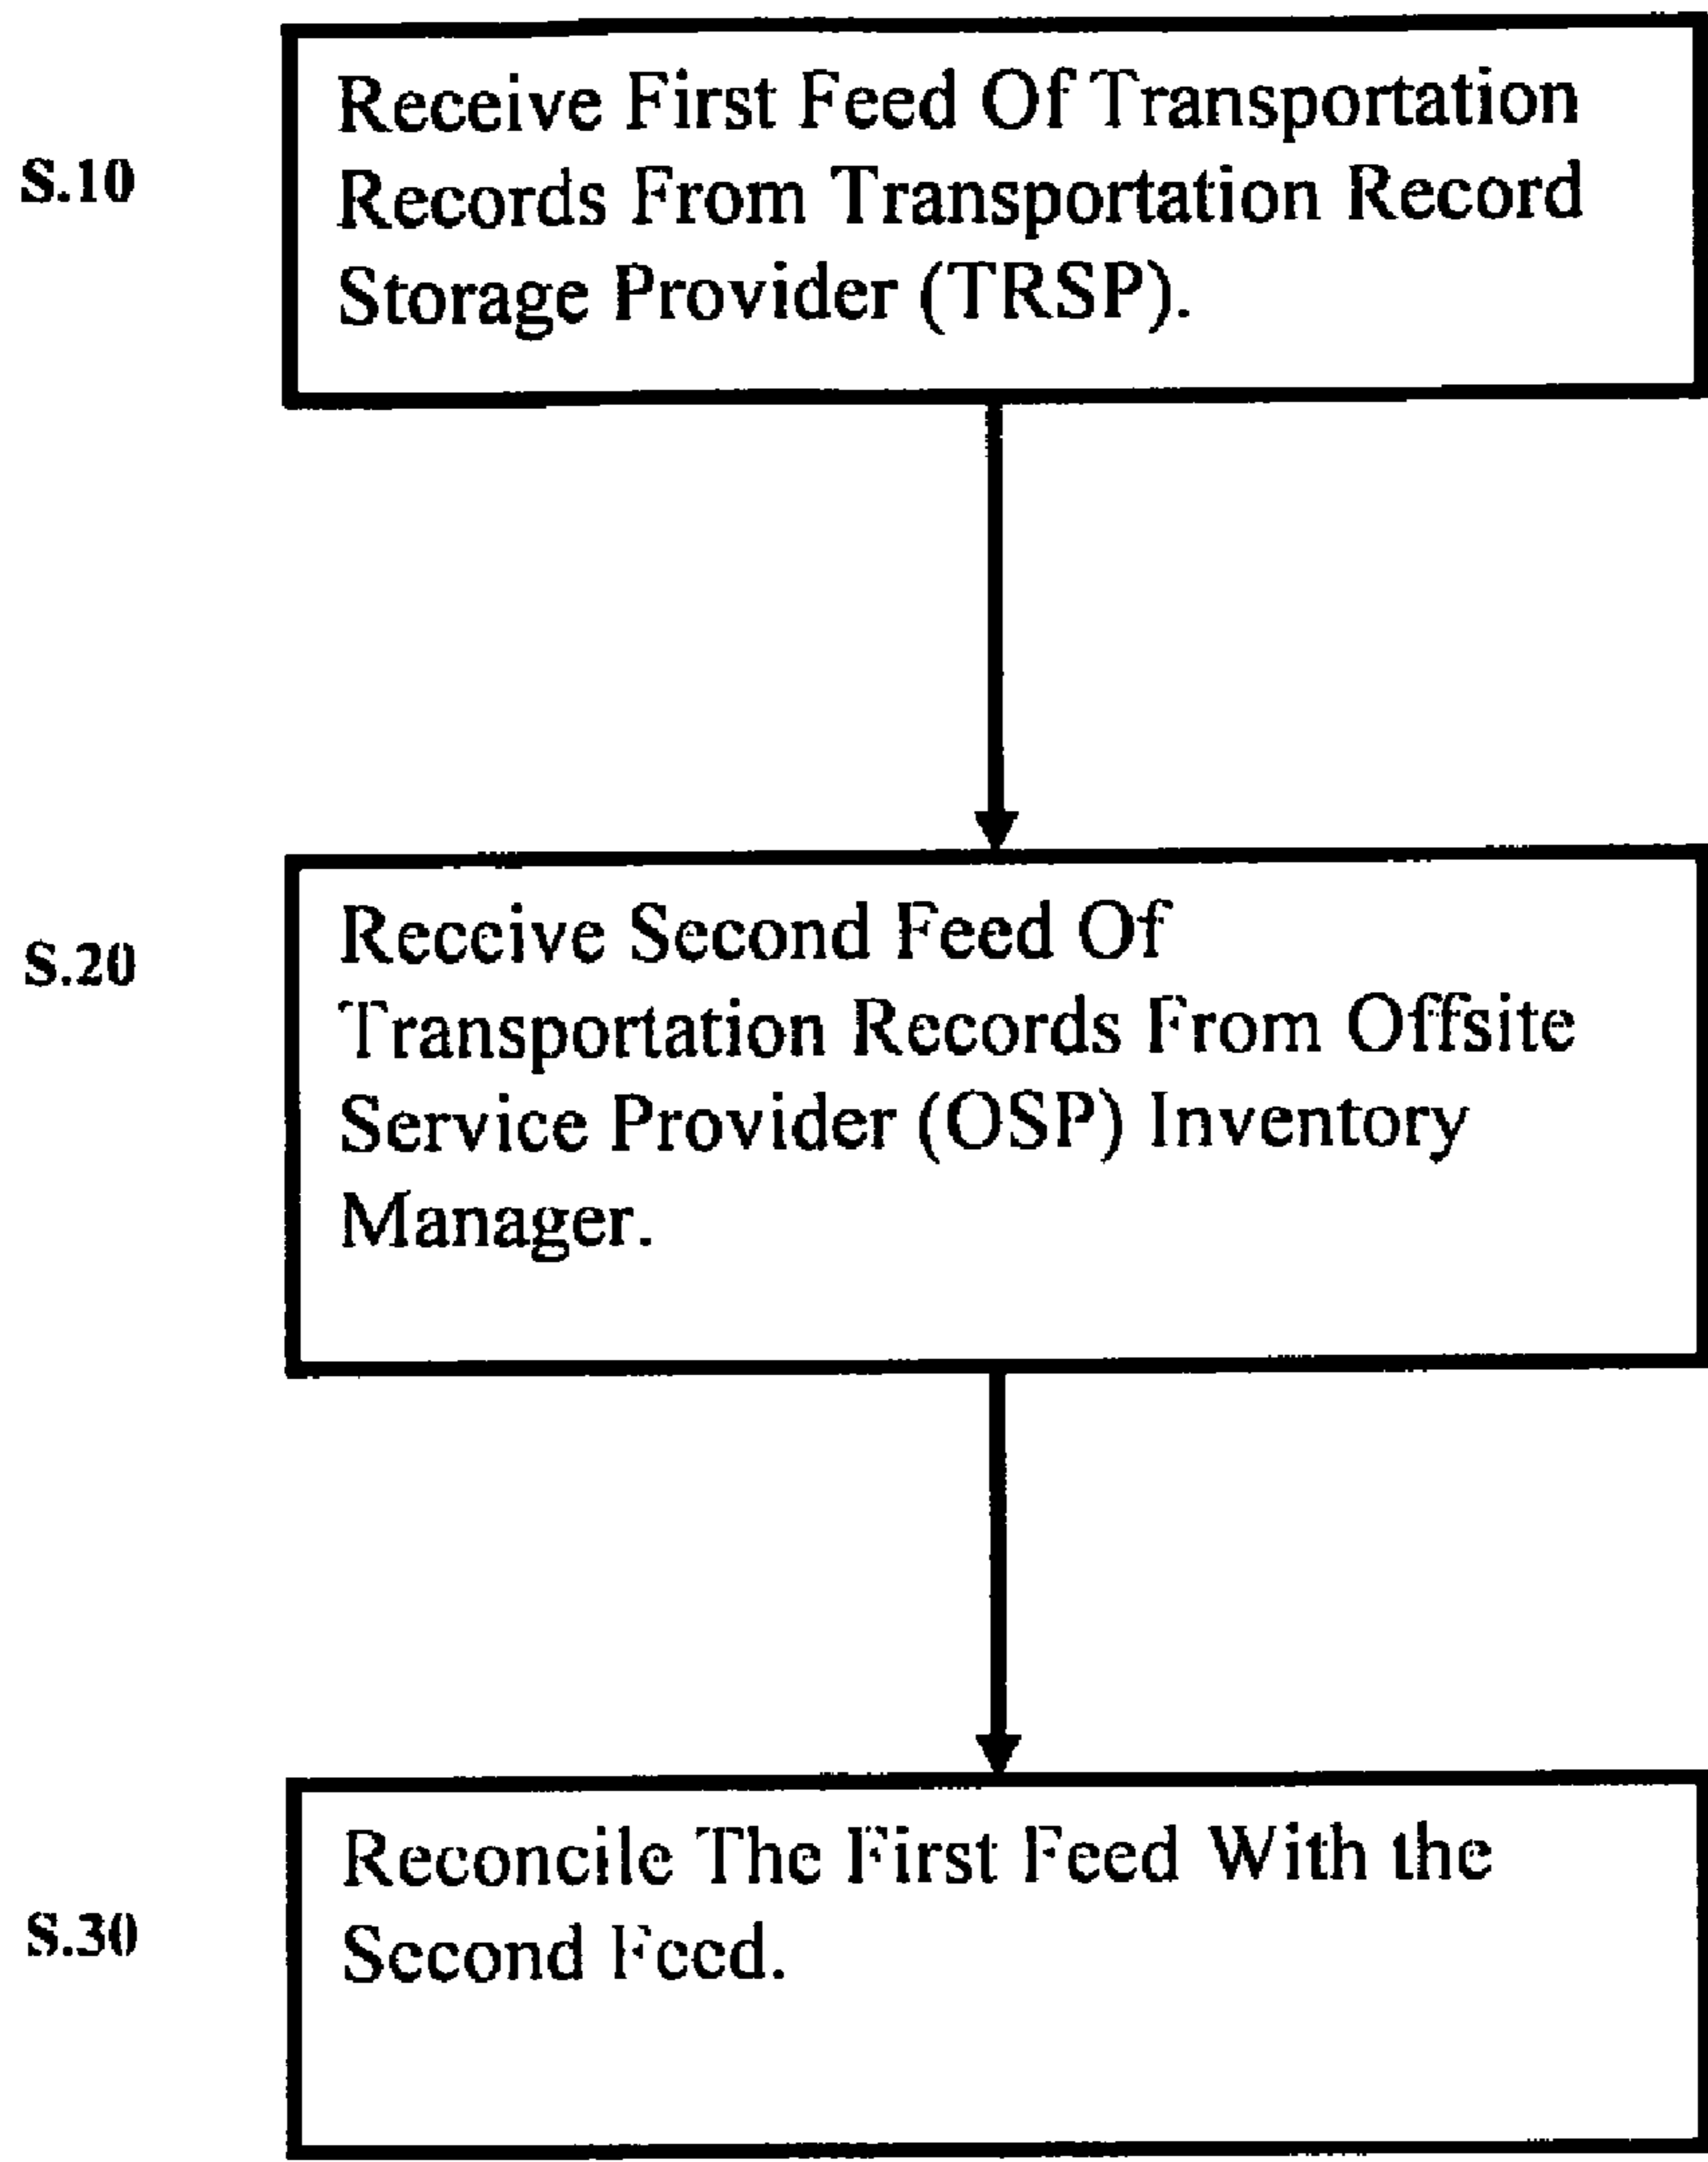 S.10
Receive First Feed Of Transportation
Records From Transportation Record
Storage Provider (TRSP).
S.20
Receive Second Feed Of
Transportation Records From Offsite
Service Provider (OSP) Inventory
Manager.
S.30
Reconcile The First Feed With the
Second Feed.